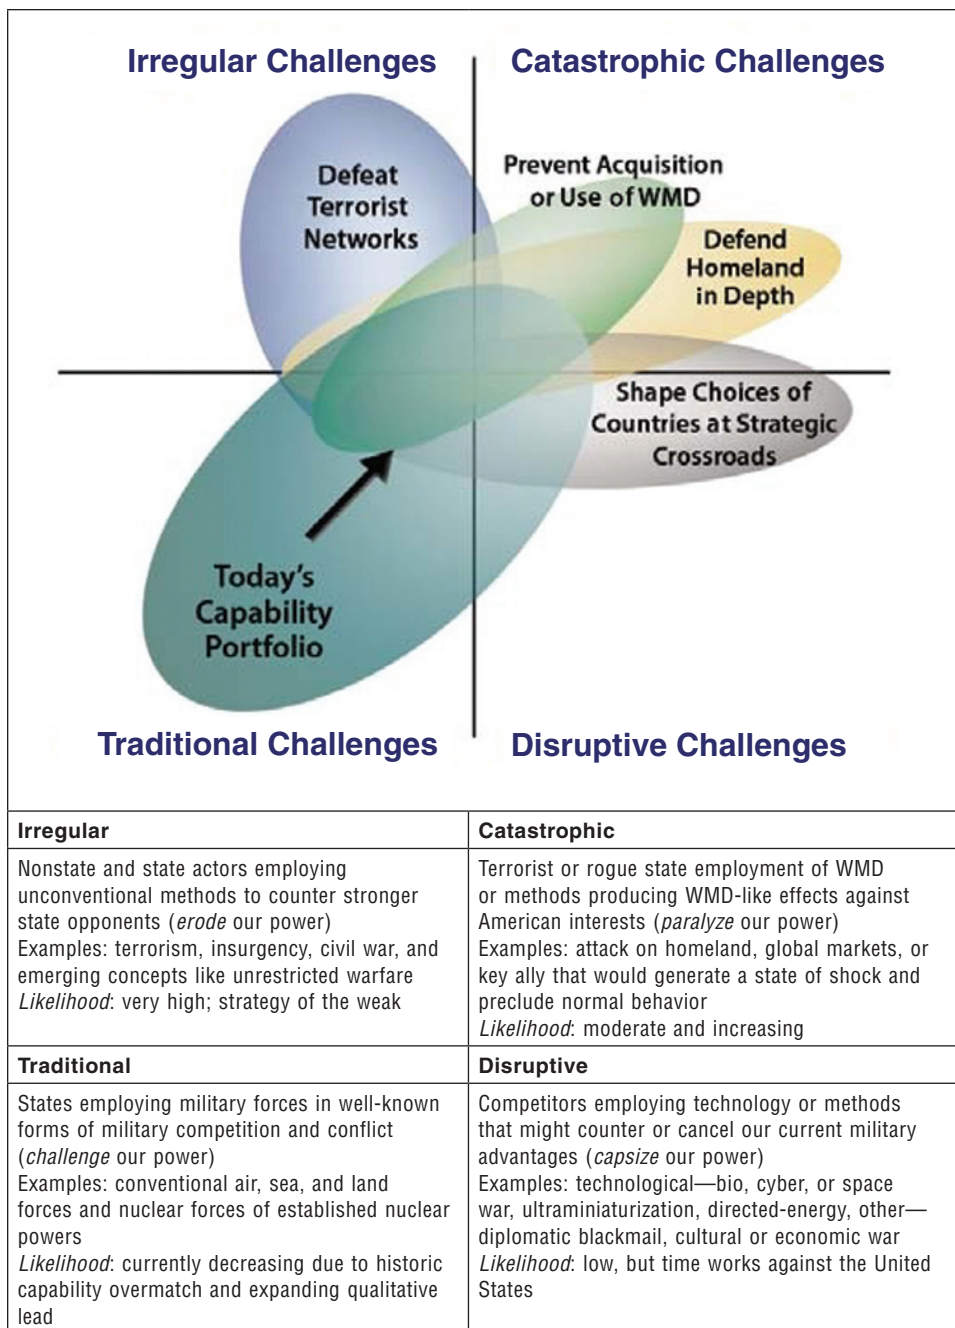 Irregular Challenges
Catastrophic Challenges
Defeat
Terrorist
Networks
Prevent Acquisition
or Use of WMD
Defend
Homeland
in Depth
Shape Choices of
Countries at Strategic
Crossroads
Today's
Capability
Portfolio
Traditional Challenges
Disruptive Challenges
Irregular
Nonstate and state actors employing
unconventional methods to counter stronger
state opponents (erode our power)
Examples: terrorism, insurgency, civil war, and
emerging concepts like unrestricted warfare
Likelihood: very high; strategy of the weak
Catastrophic
Terrorist or rogue state employment of WMD
or methods producing WMD-like effects against
American interests (paralyze our power)
Examples: attack on homeland, global markets, or
key ally that would generate a state of shock and
preclude normal behavior
Likelihood: moderate and increasing
Traditional
States employing military forces in well-known
forms of military competition and conflict
(challenge our power)
Examples: conventional air, sea, and land
forces and nuclear forces of established nuclear
powers
Likelihood: currently decreasing due to historic
capability overmatch and expanding qualitative
lead
Disruptive
Competitors employing technology or methods
that might counter or cancel our current military
advantages (capsize our power)
Examples: technological—bio, cyber, or space
war, ultraminiaturization, directed-energy, other—
diplomatic blackmail, cultural or economic war
Likelihood: low, but time works against the United
States